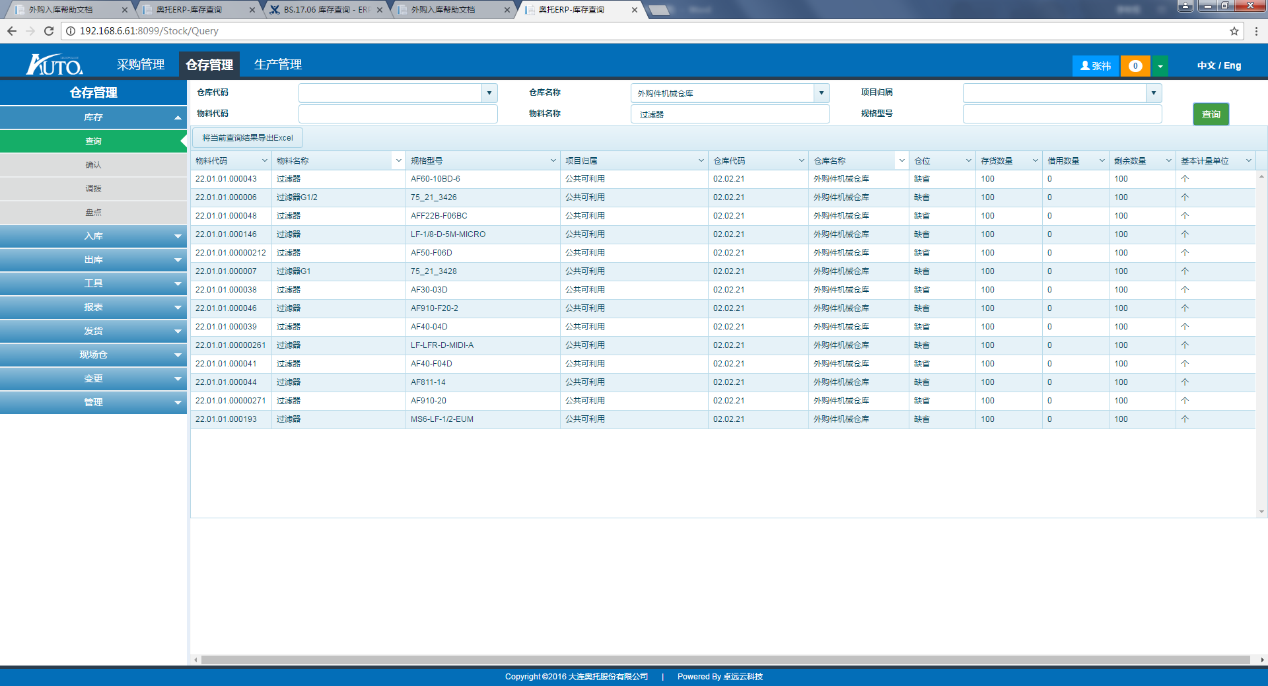 外购入库帮助文档 奥托ERP-库存查询 BS.17.06 库存查询 - ERP 外购入库帮助文档 奥托ERP-库存查询
192.168.6.61:8099/Stock/Query
AUTO. 采购管理 仓存管理 生产管理 张祎 0 中文 / Eng
仓存管理
库存
查询
确认
调拨
盘点
入库
出库
工具
报表
发货
现场仓
变更
管理
仓库代码 仓库名称 外购件机械仓库 项目归属
物料代码 物料名称 过滤器 规格型号 查询
将当前查询结果导出Excel
物料代码 物料名称 规格型号 项目归属 仓库代码 仓库名称 仓位 存货数量 借用数量 剩余数量 基本计量单位
22.01.01.000043 过滤器 AF60-10BD-6 公共可利用 02.02.21 外购件机械仓库 缺省 100 0 100 个
22.01.01.000006 过滤器G1/2 75_21_3426 公共可利用 02.02.21 外购件机械仓库 缺省 100 0 100 个
22.01.01.000048 过滤器 AFF22B-F06BC 公共可利用 02.02.21 外购件机械仓库 缺省 100 0 100 个
22.01.01.000146 过滤器 LF-1/8-D-5M-MICRO 公共可利用 02.02.21 外购件机械仓库 缺省 100 0 100 个
22.01.01.00000212 过滤器 AF50-F06D 公共可利用 02.02.21 外购件机械仓库 缺省 100 0 100 个
22.01.01.000007 过滤器G1 75_21_3428 公共可利用 02.02.21 外购件机械仓库 缺省 100 0 100 个
22.01.01.000038 过滤器 AF30-03D 公共可利用 02.02.21 外购件机械仓库 缺省 100 0 100 个
22.01.01.000046 过滤器 AF910-F20-2 公共可利用 02.02.21 外购件机械仓库 缺省 100 0 100 个
22.01.01.000039 过滤器 AF40-04D 公共可利用 02.02.21 外购件机械仓库 缺省 100 0 100 个
22.01.01.00000261 过滤器 LF-LFR-D-MIDI-A 公共可利用 02.02.21 外购件机械仓库 缺省 100 0 100 个
22.01.01.000041 过滤器 AF40-F04D 公共可利用 02.02.21 外购件机械仓库 缺省 100 0 100 个
22.01.01.000044 过滤器 AF811-14 公共可利用 02.02.21 外购件机械仓库 缺省 100 0 100 个
22.01.01.00000271 过滤器 AF910-20 公共可利用 02.02.21 外购件机械仓库 缺省 100 0 100 个
22.01.01.000193 过滤器 MS6-LF-1/2-EUM 公共可利用 02.02.21 外购件机械仓库 缺省 100 0 100 个
Copyright©2016 大连奥托股份有限公司 | Powered By 卓远云科技